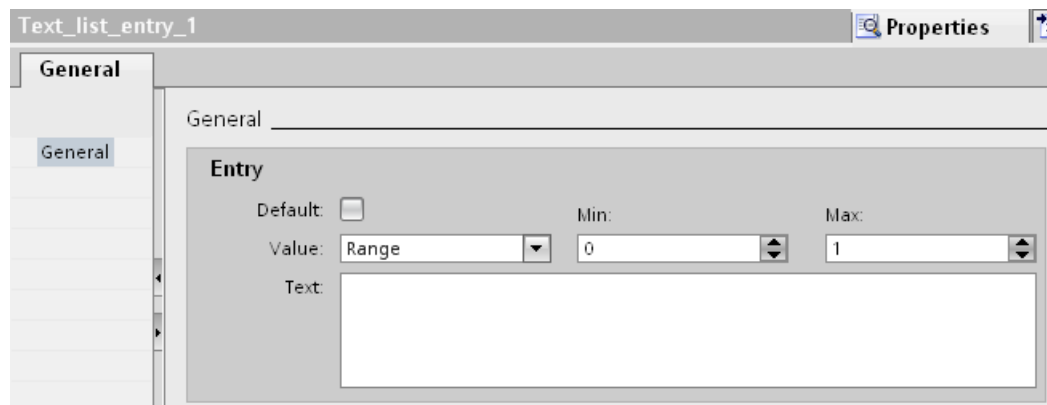 Text_list_entry_1
Properties
General
General
General
Entry
Default:
Min:
Max:
Value: Range 0 1
Text: